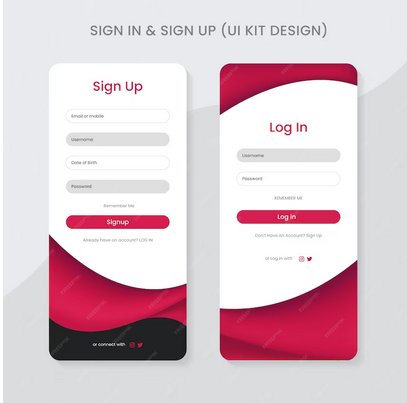 SIGN IN & SIGN UP (UI KIT DESIGN)
Sign Up
Email or mobile
Username
Date of Birth
Password
Remember Me
Signup
Already have an account? LOG IN
or connect with
Log In
Username
Password
REMEMBER ME
Log in
Don't Have An Account? Sign Up
or Log in with